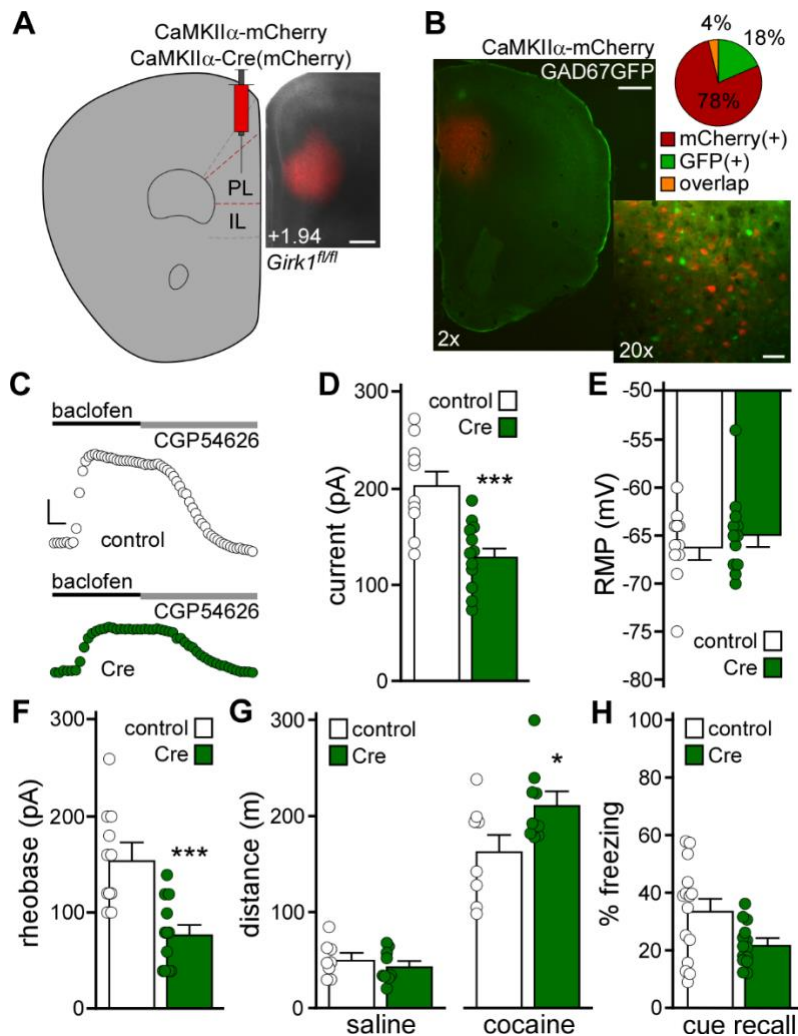 A
CaMKIIα-mCherry
CaMKIIα-Cre(mCherry)
PL
IL
+1.94
Girk1fl/fl
B
CaMKIIα-mCherry
GAD67GFP
4%
18%
78%
mCherry(+)
GFP(+)
overlap
2x
20x
C
baclofen
CGP54626
control
baclofen
CGP54626
Cre
D
300
200
100
0
current (pA)
control
Cre
***
E
-50
-55
-60
-65
-70
-75
-80
RMP (mV)
control
Cre
F
300
200
100
0
rheobase (pA)
control
Cre
***
G
300
200
100
0
distance (m)
control
Cre
*
saline
cocaine
H
100
80
60
40
20
0
% freezing
control
Cre
cue recall